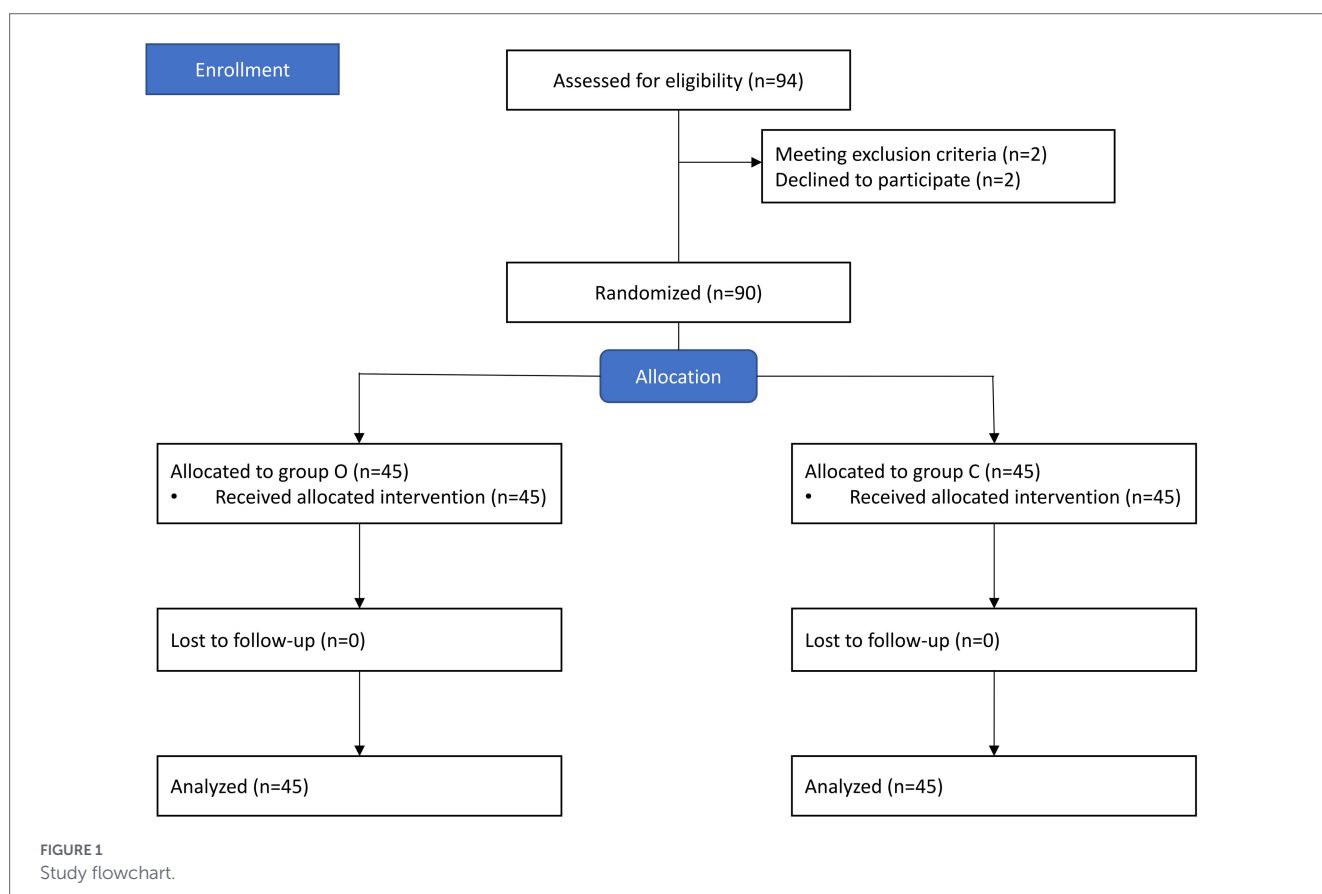 Enrollment
Assessed for eligibility (n=94)
Meeting exclusion criteria (n=2)
Declined to participate (n=2)
Randomized (n=90)
Allocation
Allocated to group O (n=45)
• Received allocated intervention (n=45)
Allocated to group C (n=45)
• Received allocated intervention (n=45)
Lost to follow-up (n=0)
Lost to follow-up (n=0)
Analyzed (n=45)
Analyzed (n=45)
FIGURE 1
Study flowchart.